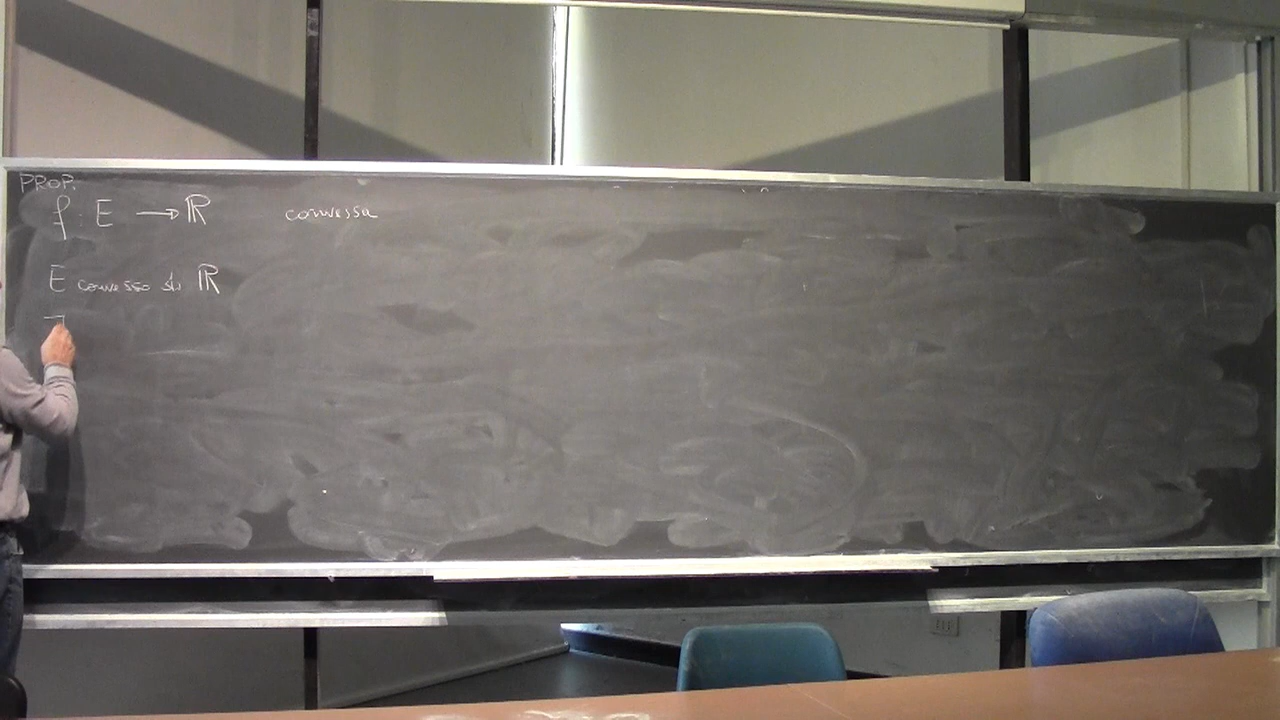 PROP.
f : E → ℝ convessa
E convesso di ℝ